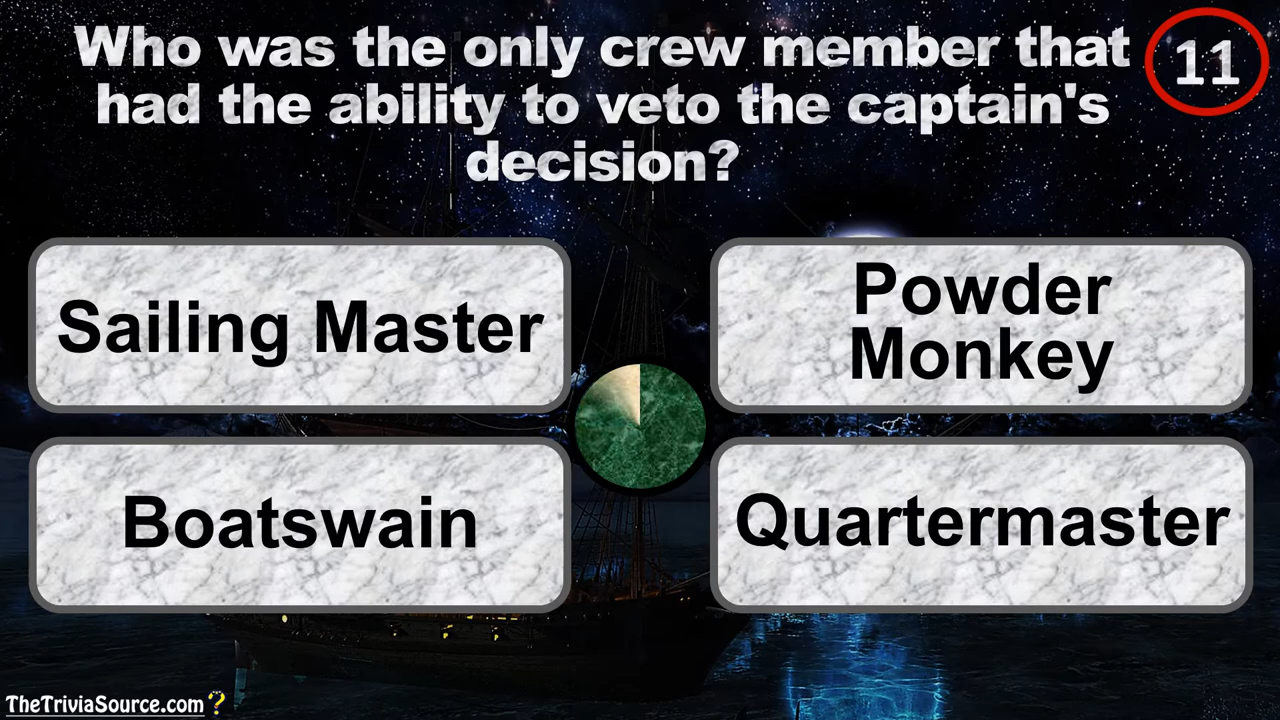 Who was the only crew member that
had the ability to veto the captain's
decision?
11
Sailing Master
Powder
Monkey
Boatswain
Quartermaster
TheTriviaSource.com?